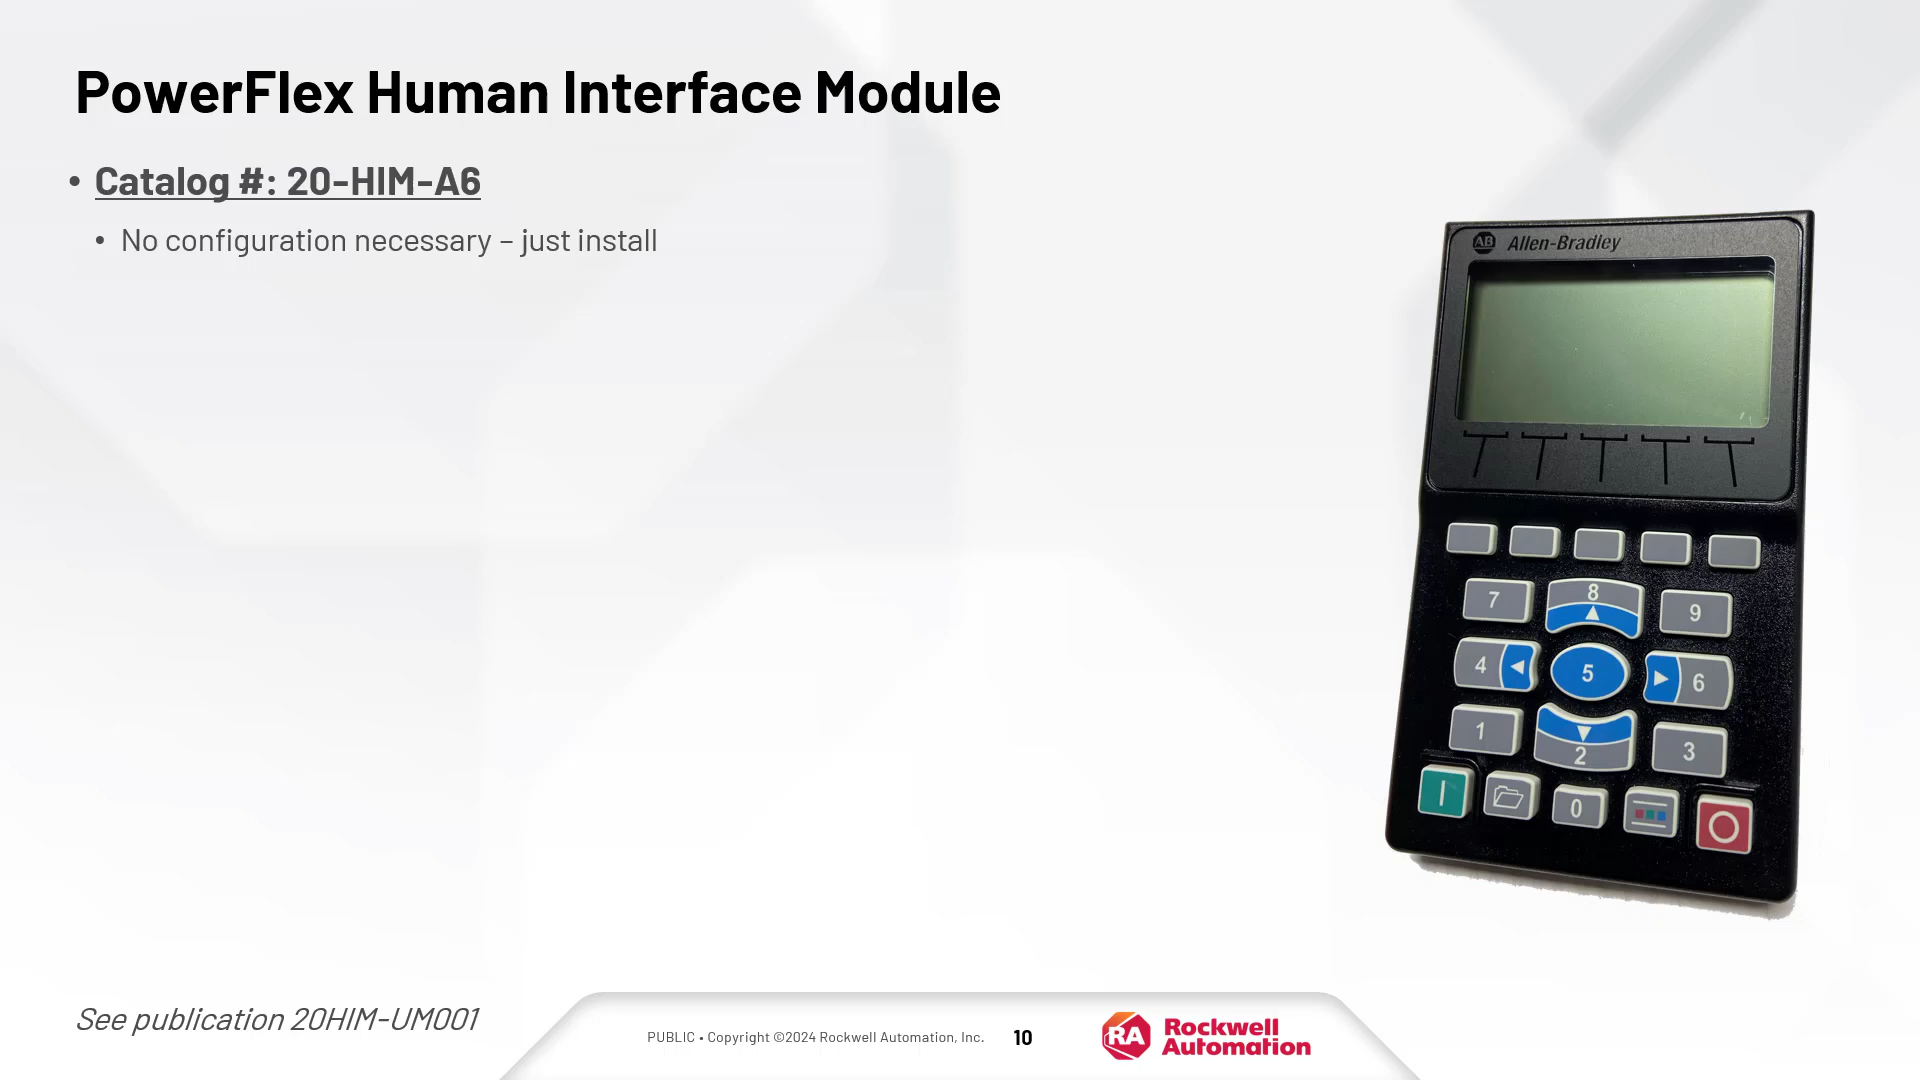 PowerFlex Human Interface Module
• Catalog #: 20-HIM-A6
• No configuration necessary – just install
AB Allen-Bradley
7 8 9
4 5 6
1 2 3
0
See publication 20HIM-UM001
PUBLIC • Copyright ©2024 Rockwell Automation, Inc. 10
RA Rockwell
Automation